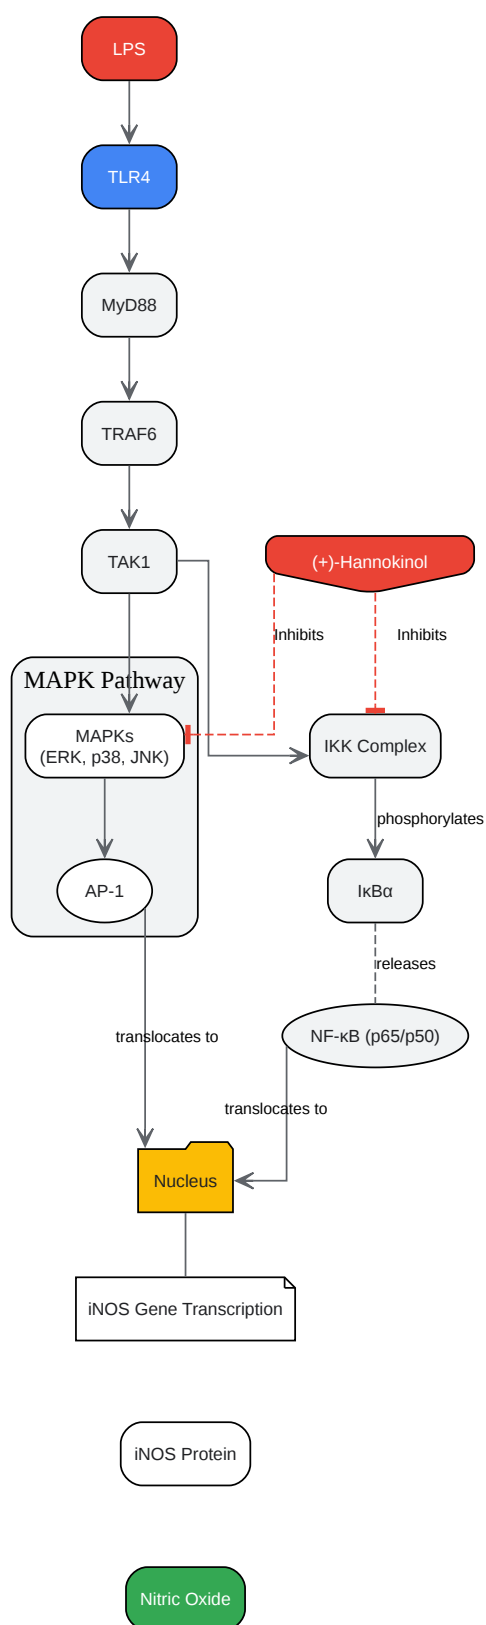 LPS
TLR4
MyD88
TRAF6
TAK1
(+)-Hannokinol
Inhibits
Inhibits
MAPK Pathway
MAPKs
(ERK, p38, JNK)
IKK Complex
phosphorylates
AP-1
IκBα
releases
translocates to
NF-κB (p65/p50)
translocates to
Nucleus
iNOS Gene Transcription
iNOS Protein
Nitric Oxide